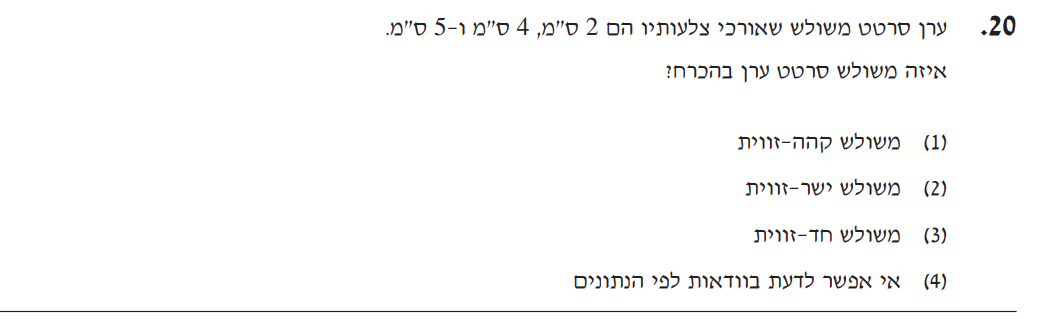 20. ערן סרטט משולש שאורכי צלעותיו הם 2 ס״מ, 4 ס״מ ו-5 ס״מ.
איזה משולש סרטט ערן בהכרח?
(1) משולש קהה-זווית
(2) משולש ישר-זווית
(3) משולש חד-זווית
(4) אי אפשר לדעת בוודאות לפי הנתונים